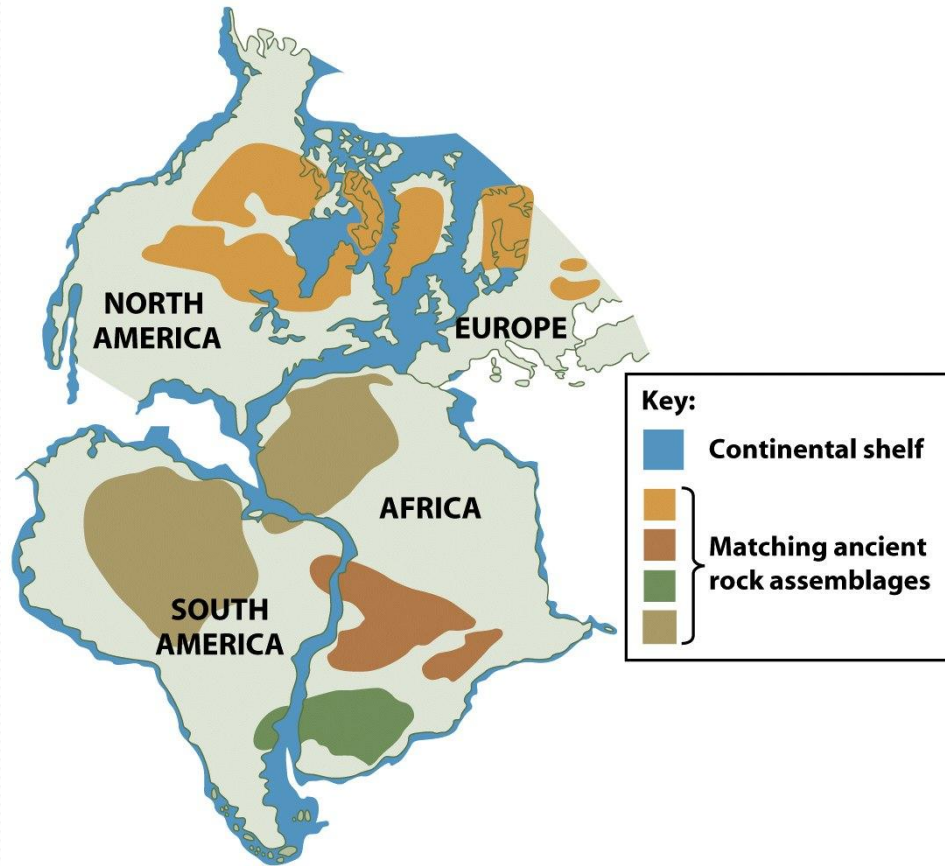 NORTH
AMERICA
EUROPE
Key:
Continental shelf
AFRICA
Matching ancient
rock assemblages
SOUTH
AMERICA